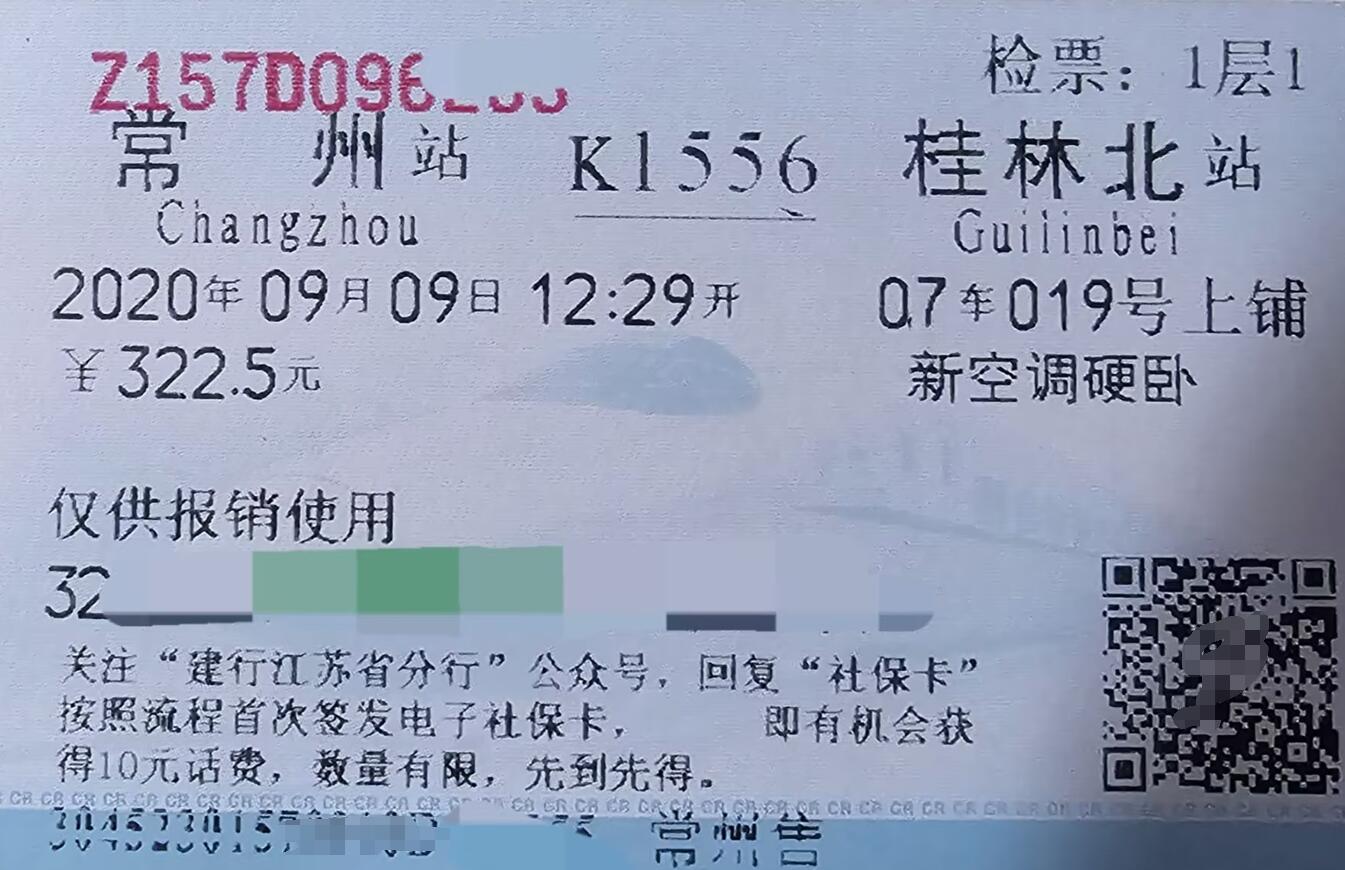 Z157D096 检票：1层1
常州站 K1556 桂林北站
Changzhou Guilinbei
2020年09月09日 12:29开 07车019号上铺
￥322.5元 新空调硬卧
仅供报销使用
32
关注“建行江苏省分行”公众号，回复“社保卡”
按照流程首次签发电子社保卡， 即有机会获
得10元话费，数量有限，先到先得。
常州售